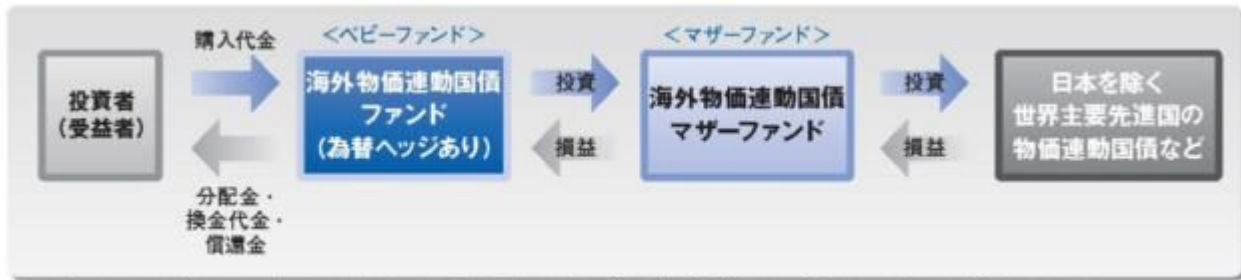 購入代金
<ベビーファンド>
<マザーファンド>
投資者
(受益者)
海外物価連動国債
ファンド
(為替ヘッジあり)
投資
損益
海外物価連動国債
マザーファンド
投資
損益
日本を除く
世界主要先進国の
物価連動国債など
分配金・
換金代金・
償還金